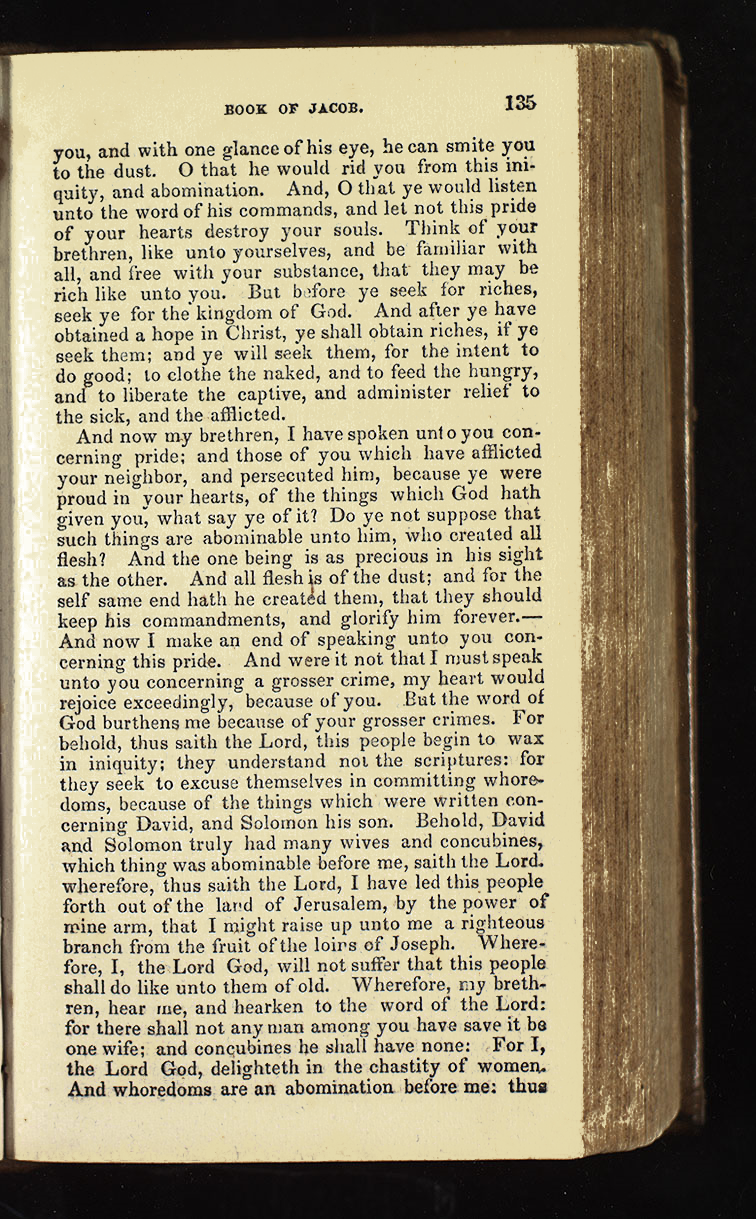 BOOK OF JACOB. 135
you, and with one glance of his eye, he can smite you
to the dust. O that he would rid you from this ini-
quity, and abomination. And, O that ye would listen
unto the word of his commands, and let not this pride
of your hearts destroy your souls. Think of your
brethren, like unto yourselves, and be familiar with
all, and free with your substance, that they may be
rich like unto you. But before ye seek for riches,
seek ye for the kingdom of God. And after ye have
obtained a hope in Christ, ye shall obtain riches, if ye
seek them; and ye will seek them, for the intent to
do good; to clothe the naked, and to feed the hungry,
and to liberate the captive, and administer relief to
the sick, and the afflicted.
And now my brethren, I have spoken unto you con-
cerning pride; and those of you which have afflicted
your neighbor, and persecuted him, because ye were
proud in your hearts, of the things which God hath
given you, what say ye of it? Do ye not suppose that
such things are abominable unto him, who created all
flesh? And the one being is as precious in his sight
as the other. And all flesh is of the dust; and for the
self same end hath he created them, that they should
keep his commandments, and glorify him forever.—
And now I make an end of speaking unto you con-
cerning this pride. And were it not that I must speak
unto you concerning a grosser crime, my heart would
rejoice exceedingly, because of you. But the word of
God burthens me because of your grosser crimes. For
behold, thus saith the Lord, this people begin to wax
in iniquity; they understand not the scriptures: for
they seek to excuse themselves in committing whore-
doms, because of the things which were written con-
cerning David, and Solomon his son. Behold, David
and Solomon truly had many wives and concubines,
which thing was abominable before me, saith the Lord.
wherefore, thus saith the Lord, I have led this people
forth out of the land of Jerusalem, by the power of
mine arm, that I might raise up unto me a righteous
branch from the fruit of the loins of Joseph. Where-
fore, I, the Lord God, will not suffer that this people
shall do like unto them of old. Wherefore, my breth-
ren, hear me, and hearken to the word of the Lord:
for there shall not any man among you have save it be
one wife; and concubines he shall have none: For I,
the Lord God, delighteth in the chastity of women.
And whoredoms are an abomination before me: thus